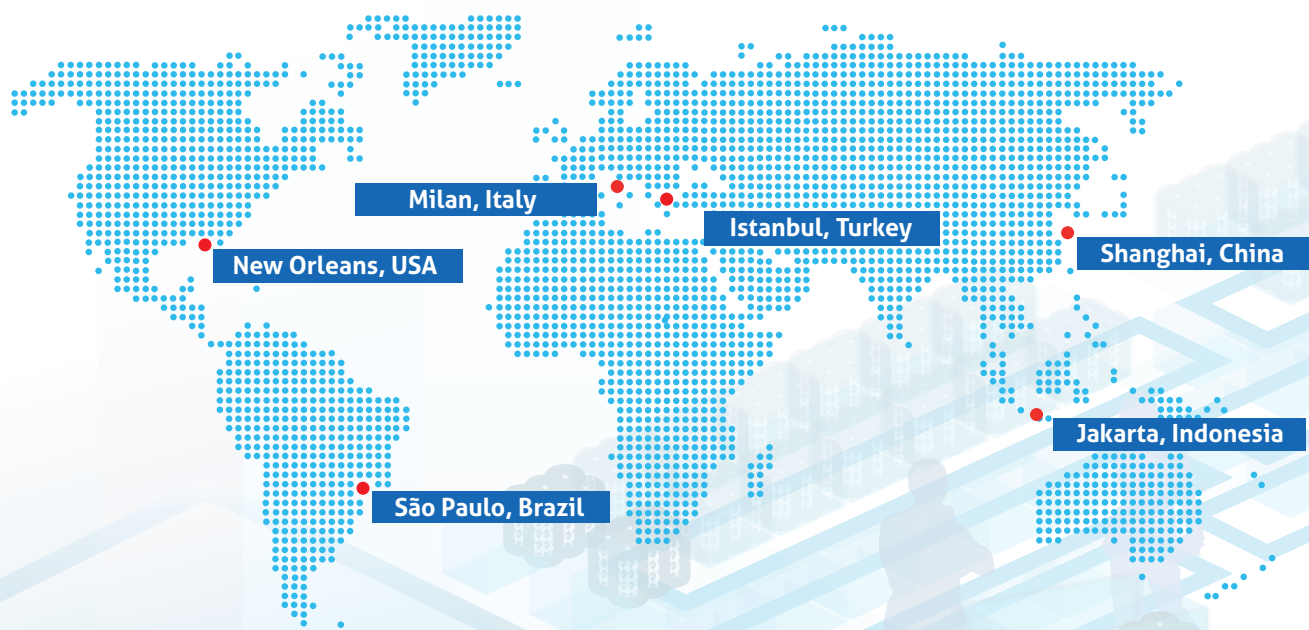 Milan, Italy
Istanbul, Turkey
Shanghai, China
New Orleans, USA
Jakarta, Indonesia
São Paulo, Brazil